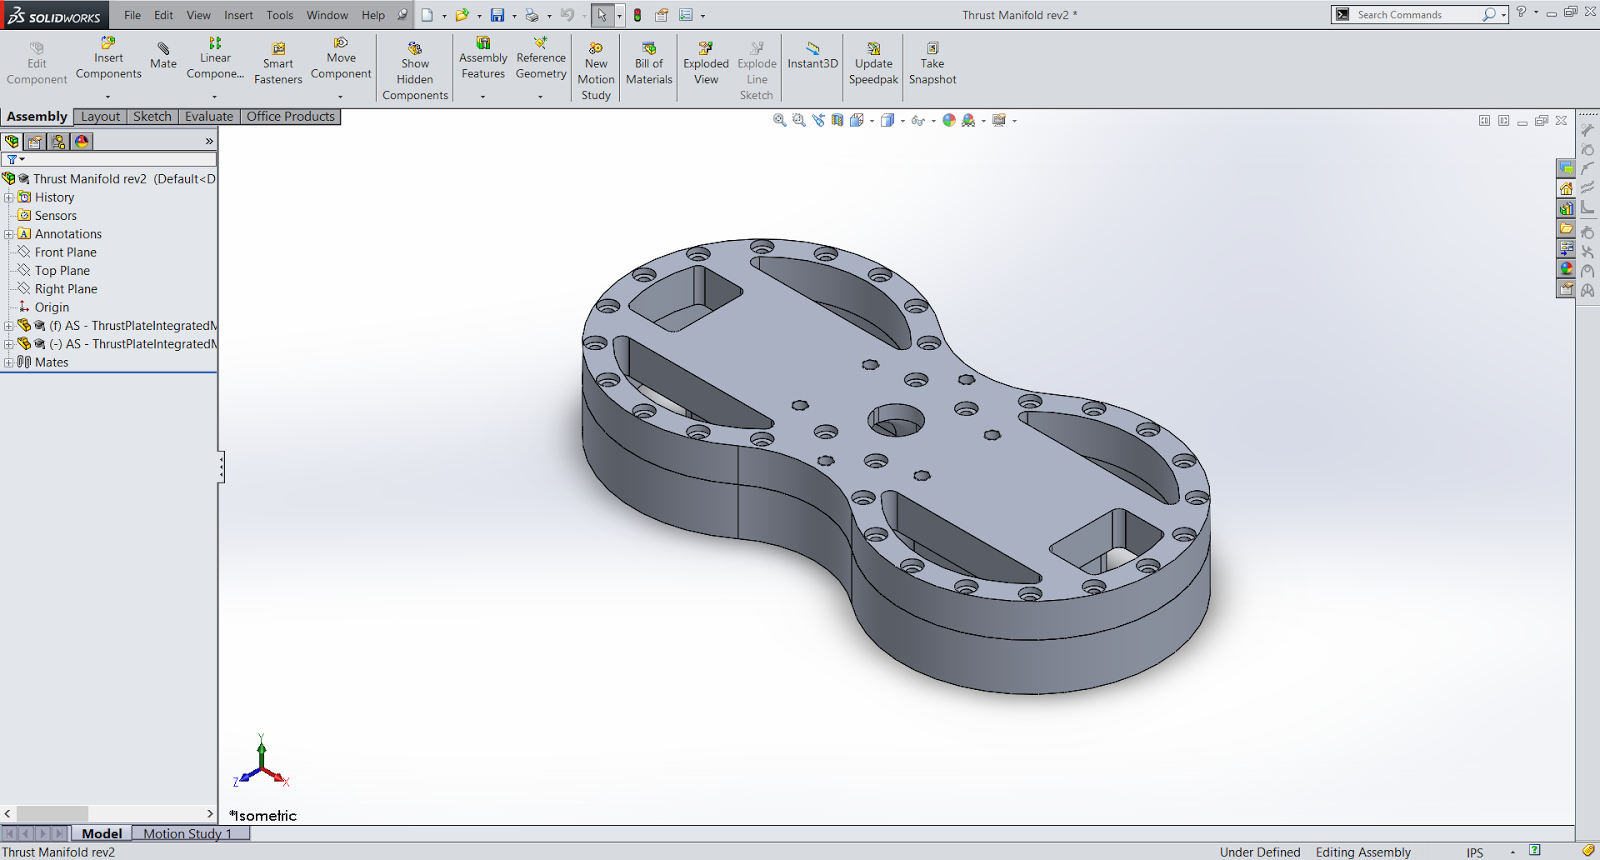 SOLIDWORKS File Edit View Insert Tools Window Help Thrust Manifold rev2 * Search Commands ?
Edit Component
Insert Components
Mate
Linear Compone...
Smart Fasteners
Move Component
Show Hidden Components
Assembly Features
Reference Geometry
New Motion Study
Bill of Materials
Exploded View
Explode Line Sketch
Instant3D
Update Speedpak
Take Snapshot
Assembly Layout Sketch Evaluate Office Products
»
Thrust Manifold rev2 (Default<D
History
Sensors
A Annotations
Front Plane
Top Plane
Right Plane
Origin
(f) AS - ThrustPlateIntegratedM
(-) AS - ThrustPlateIntegratedM
Mates
Y
Z X
*Isometric
Model Motion Study 1
Thrust Manifold rev2 Under Defined Editing Assembly IPS ?